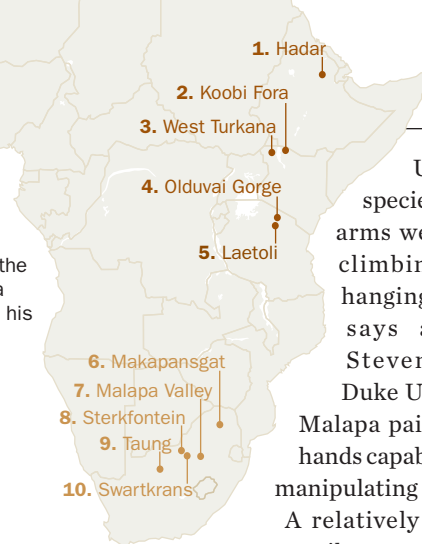 1. Hadar
2. Koobi Fora
3. West Turkana
4. Olduvai Gorge
5. Laetoli
6. Makapansgat
7. Malapa Valley
8. Sterkfontein
9. Taung
10. Swartkrans
the
his
specie
arms we
climbin
hanging
says a
Steven
Duke U
Malapa pai
hands capab
manipulating
A relatively